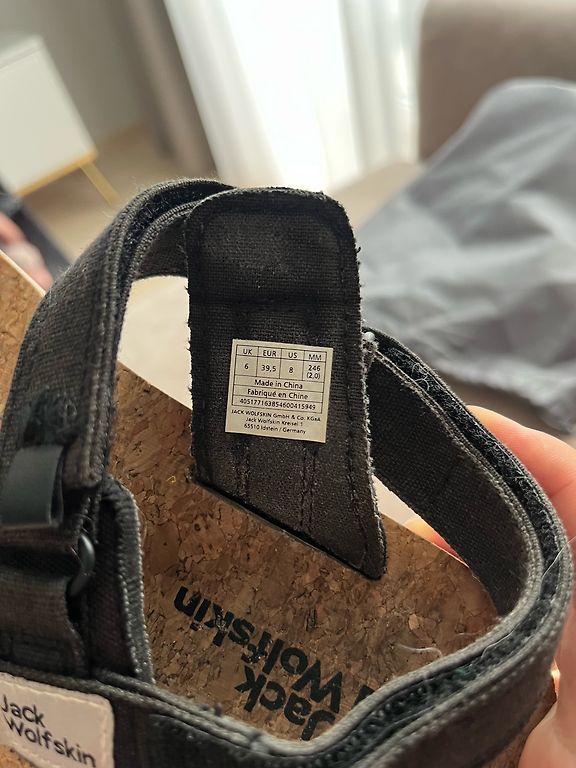 UK EUR US MM
6 39,5 8 246
(2,0)
Made in China
Fabriqué en Chine
405177163854600415949
JACK WOLFSKIN GmbH & Co. KGaA
Jack Wolfskin Kreisel 1
65510 Idstein / Germany
Jack
Wolfskin
Jack
Wolfskin